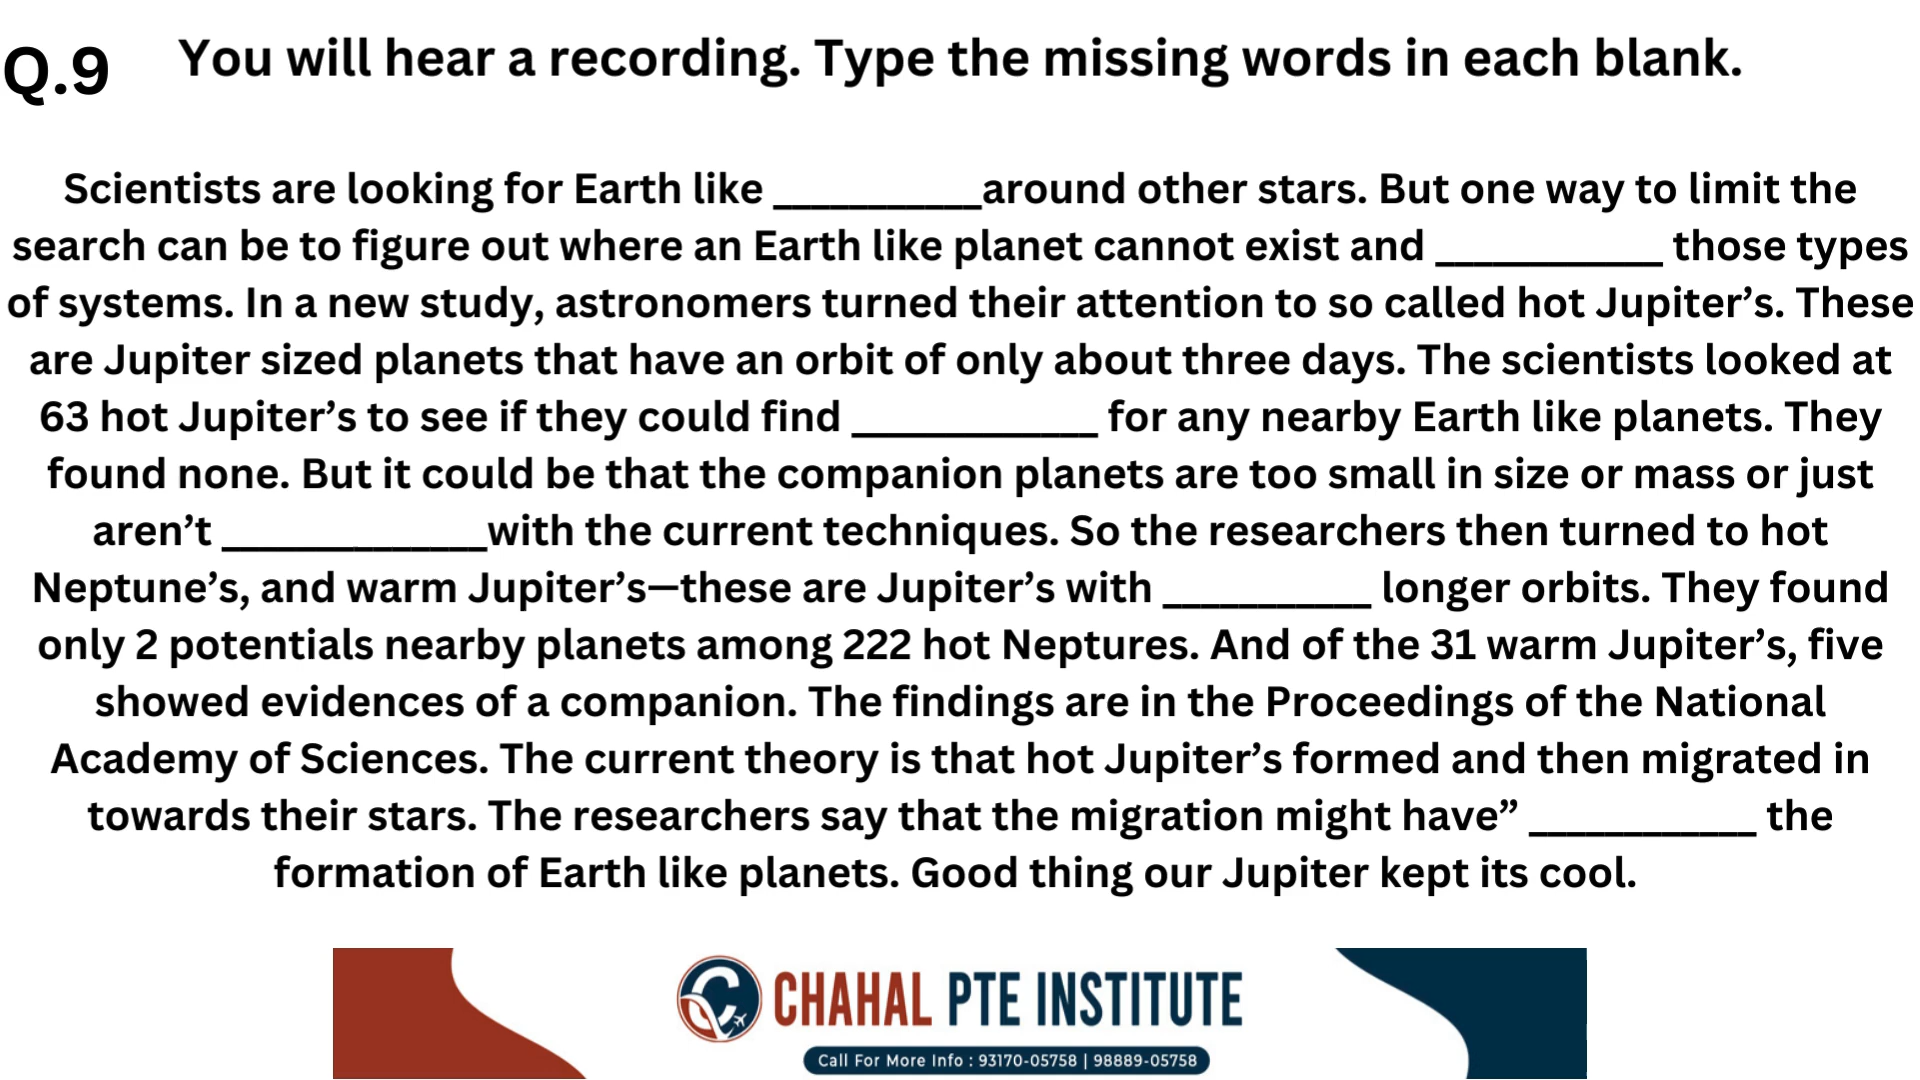 Q.9 You will hear a recording. Type the missing words in each blank.
Scientists are looking for Earth like ___________around other stars. But one way to limit the
search can be to figure out where an Earth like planet cannot exist and ____________ those types
of systems. In a new study, astronomers turned their attention to so called hot Jupiter’s. These
are Jupiter sized planets that have an orbit of only about three days. The scientists looked at
63 hot Jupiter’s to see if they could find _____________ for any nearby Earth like planets. They
found none. But it could be that the companion planets are too small in size or mass or just
aren’t ______________with the current techniques. So the researchers then turned to hot
Neptune’s, and warm Jupiter’s—these are Jupiter’s with ___________ longer orbits. They found
only 2 potentials nearby planets among 222 hot Neptures. And of the 31 warm Jupiter’s, five
showed evidences of a companion. The findings are in the Proceedings of the National
Academy of Sciences. The current theory is that hot Jupiter’s formed and then migrated in
towards their stars. The researchers say that the migration might have” ____________ the
formation of Earth like planets. Good thing our Jupiter kept its cool.
CHAHAL PTE INSTITUTE
Call For More Info : 93170-05758 | 98889-05758